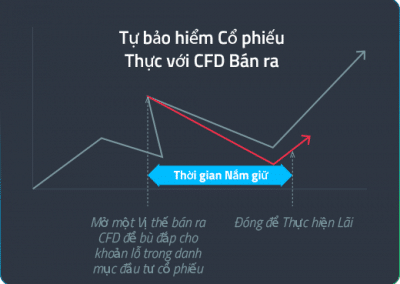 Tự bảo hiểm Cổ phiếu
Thực với CFD Bán ra
Thời gian Nắm giữ
Mở một Vị thế bán ra
CFD để bù đắp cho
khoản lỗ trong danh
mục đầu tư cổ phiếu
Đóng để Thực hiện Lãi